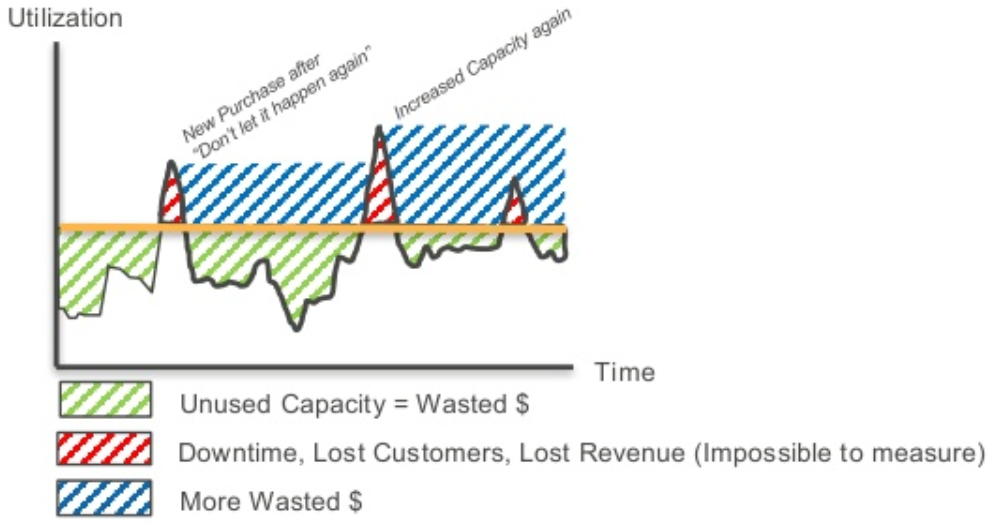 Utilization
New Purchase after
"Don't let it happen again"
Increased Capacity again
Time
Unused Capacity = Wasted $
Downtime, Lost Customers, Lost Revenue (Impossible to measure)
More Wasted $